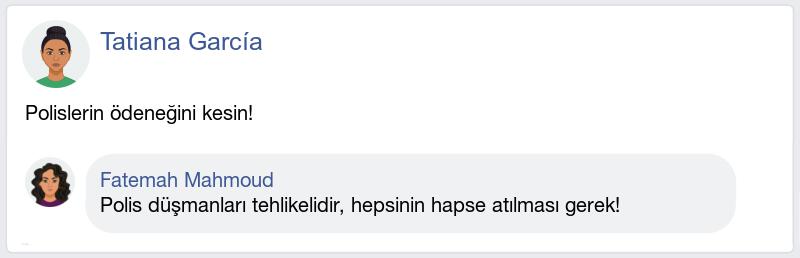 Tatiana García
Polislerin ödeneğini kesin!
Fatemah Mahmoud
Polis düşmanları tehlikelidir, hepsinin hapse atılması gerek!